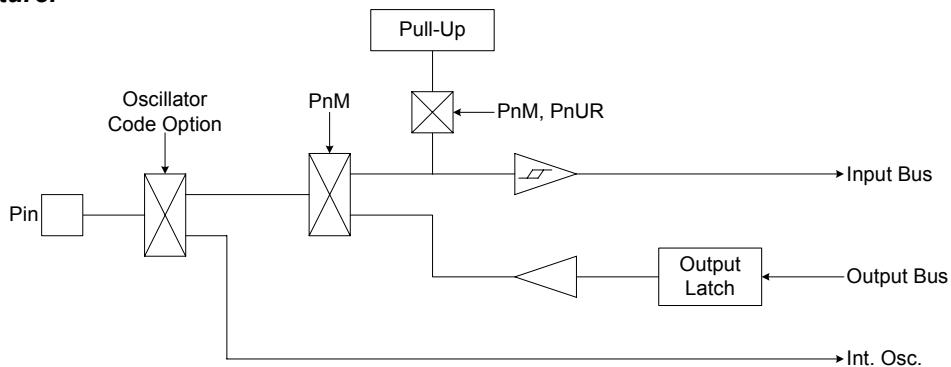 Pull-Up
Oscillator
Code Option
PnM
PnM, PnUR
Pin
Input Bus
Output
Latch
Output Bus
Int. Osc.